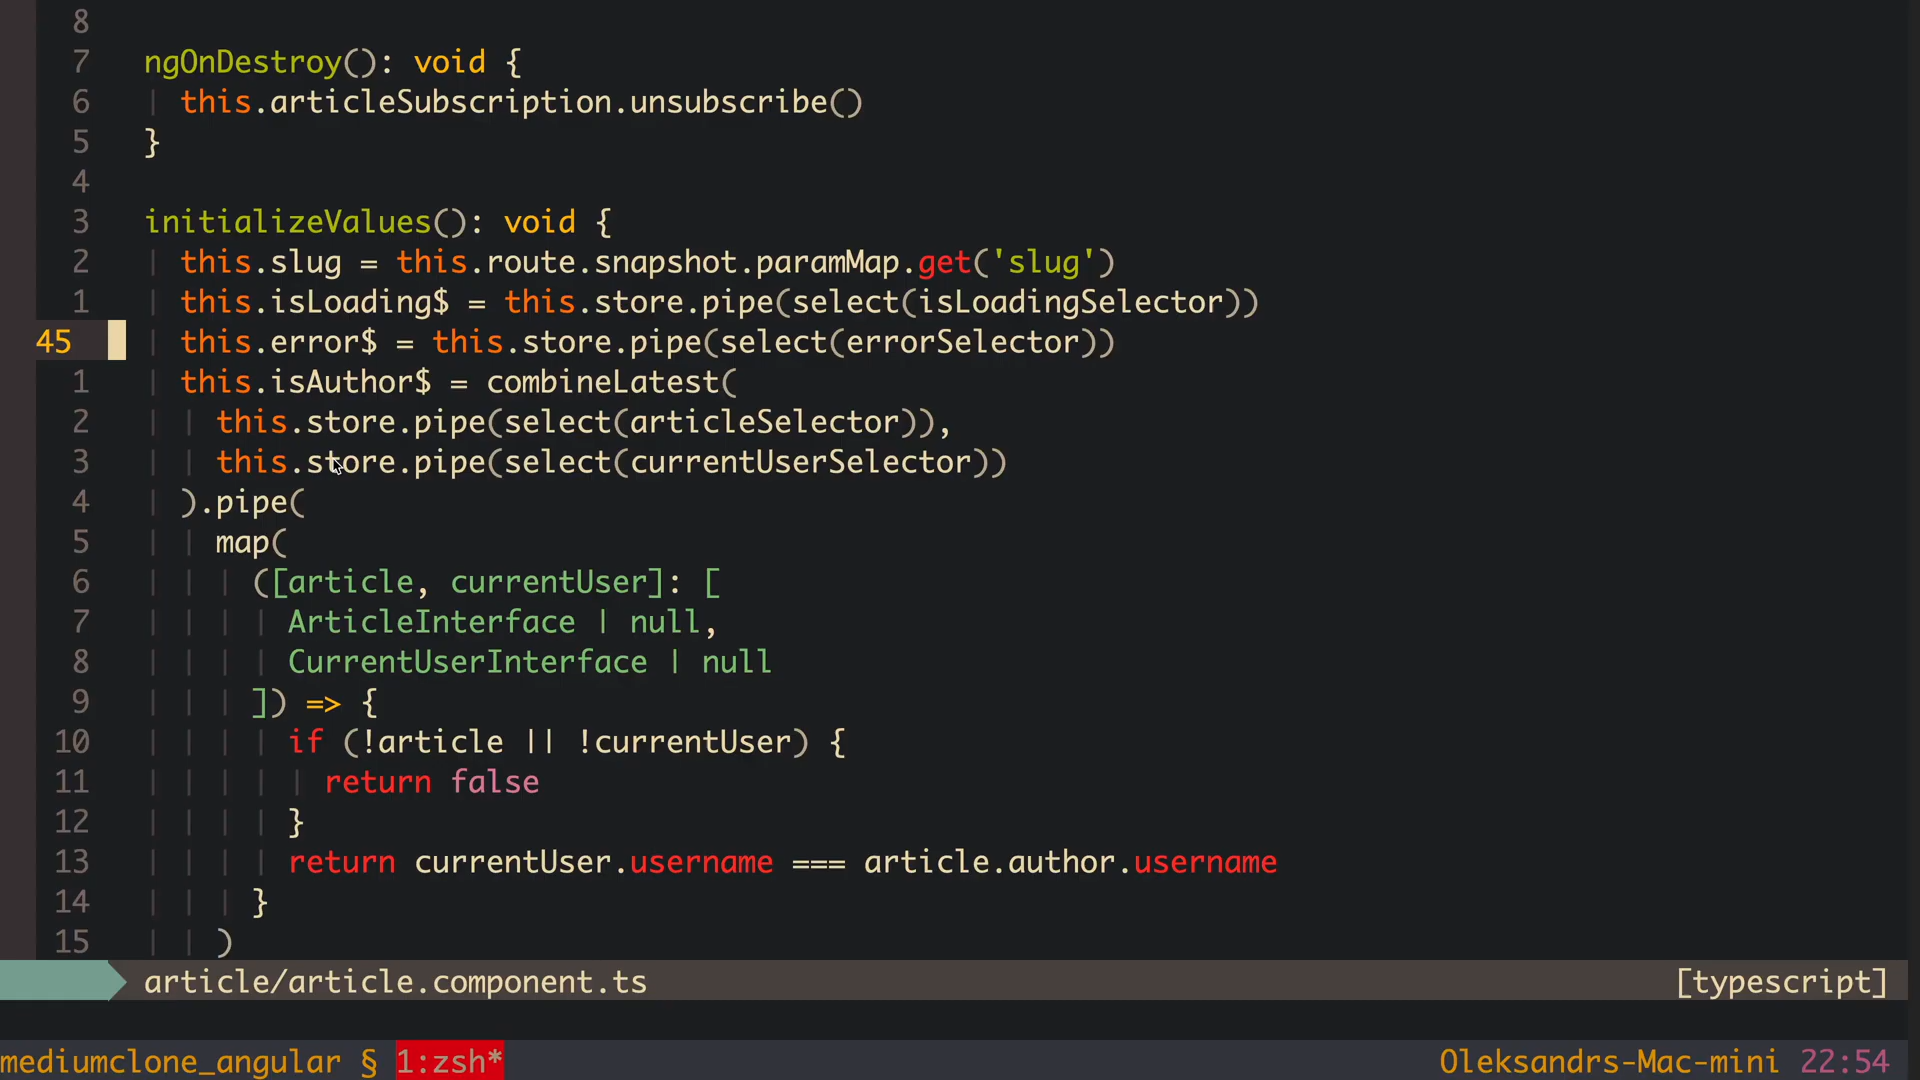 8
7 ngOnDestroy(): void {
6 this.articleSubscription.unsubscribe()
5 }
4
3 initializeValues(): void {
2 this.slug = this.route.snapshot.paramMap.get('slug')
1 this.isLoading$ = this.store.pipe(select(isLoadingSelector))
45 this.error$ = this.store.pipe(select(errorSelector))
1 this.isAuthor$ = combineLatest(
2 this.store.pipe(select(articleSelector)),
3 this.store.pipe(select(currentUserSelector))
4 ).pipe(
5 map(
6 ([article, currentUser]: [
7 ArticleInterface | null,
8 CurrentUserInterface | null
9 ]) => {
10 if (!article || !currentUser) {
11 return false
12 }
13 return currentUser.username === article.author.username
14 }
15 )
article/article.component.ts [typescript]
mediumclone_angular § 1:zsh* Oleksandrs-Mac-mini 22:54